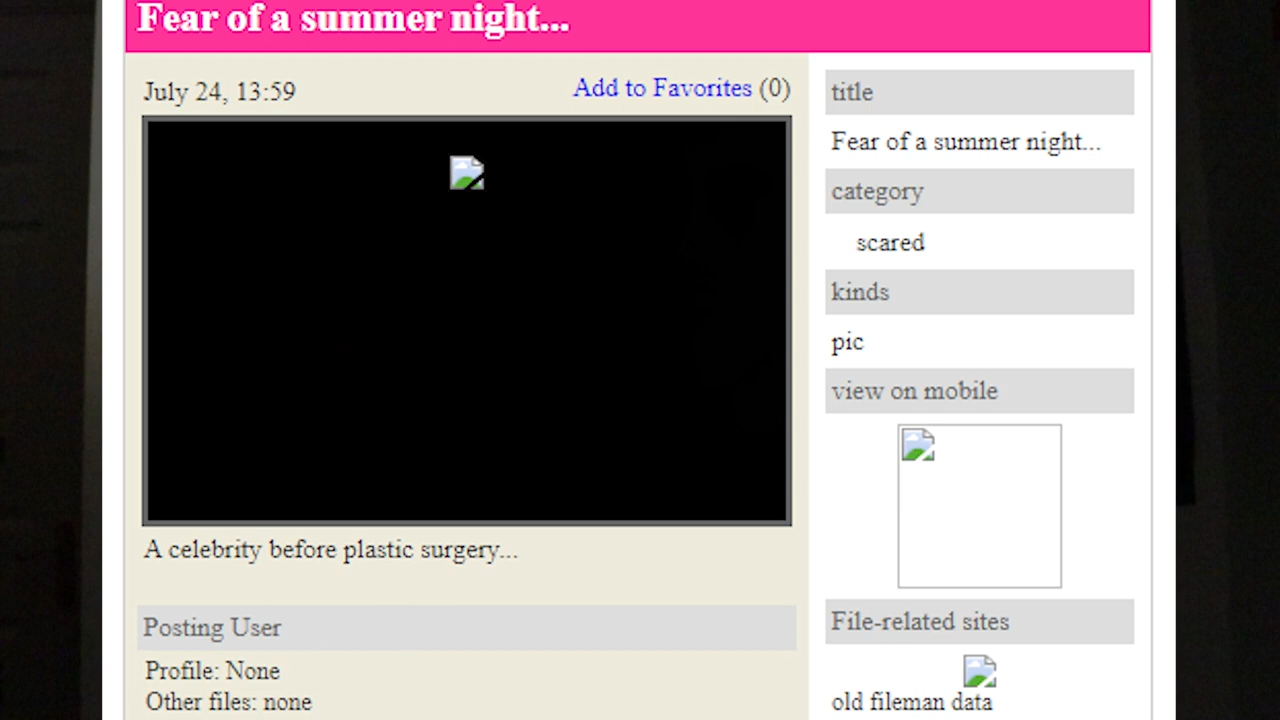 Fear of a summer night...
July 24, 13:59
Add to Favorites (0)
A celebrity before plastic surgery...
Posting User
Profile: None
Other files: none
title
Fear of a summer night...
category
scared
kinds
pic
view on mobile
File-related sites
old fileman data